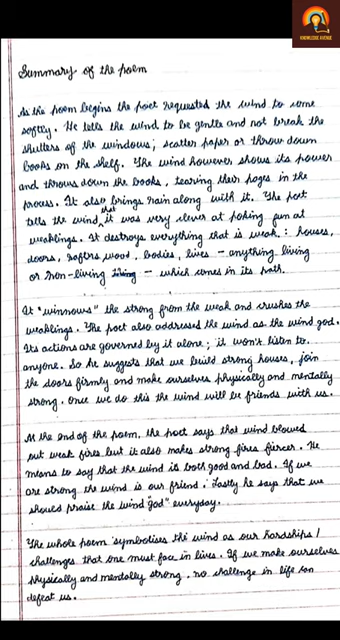 KNOWLEDGE AVENUE
Summary of the poem
As the poem begins the poet requested the wind to come
softly. He tells the wind to be gentle and not break the
shutters of the windows; scatter paper or throw down
books on the shelf. The wind however shows its power
and throws down the books, tearing their pages in the
process. It also brings rain along with it. The poet
tells the wind that it was very clever at poking fun at
weaklings. It destroys everything that is weak : houses,
doors, rafters wood, bodies, lives - anything living
or non-living - which comes in its path.
It "winnows" the strong from the weak and crushes the
weaklings. The poet also addressed the wind as the wind god.
Its actions are governed by it alone; it won't listen to
anyone. So he suggests that we build strong houses, join
the doors firmly and make ourselves physically and mentally
strong. Once we do this the wind will be friends with us.
At the end of the poem, the poet says that wind blowed
out weak fires but it also makes strong fires fiercer. He
means to say that the wind is both good and bad. If we
are strong the wind is our friend. Lastly he says that we
should praise the wind "god" everyday.
The whole poem symbolises the wind as our hardships /
challenges that one must face in lives. If we make ourselves
physically and mentally strong, no challenge in life can
defeat us.